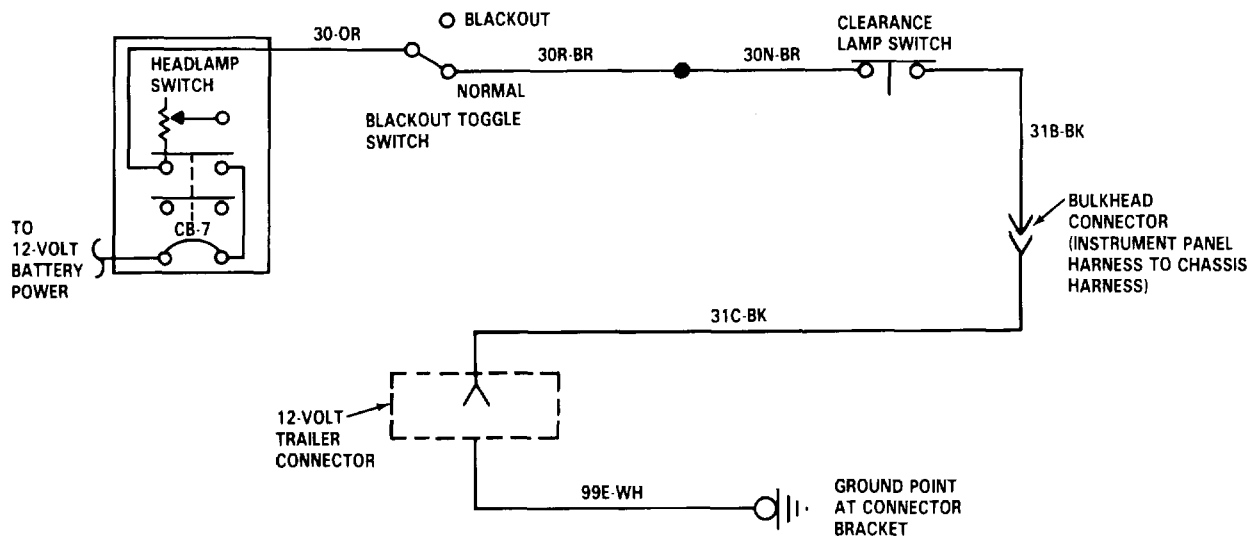 BLACKOUT
CLEARANCE
LAMP SWITCH
30-OR
30R-BR
30N-BR
HEADLAMP
SWITCH
NORMAL
BLACKOUT TOGGLE
SWITCH
31B-BK
CB-7
TO
12-VOLT
BATTERY
POWER
BULKHEAD
CONNECTOR
(INSTRUMENT PANEL
HARNESS TO CHASSIS
HARNESS)
31C-BK
12-VOLT
TRAILER
CONNECTOR
99E-WH
GROUND POINT
AT CONNECTOR
BRACKET